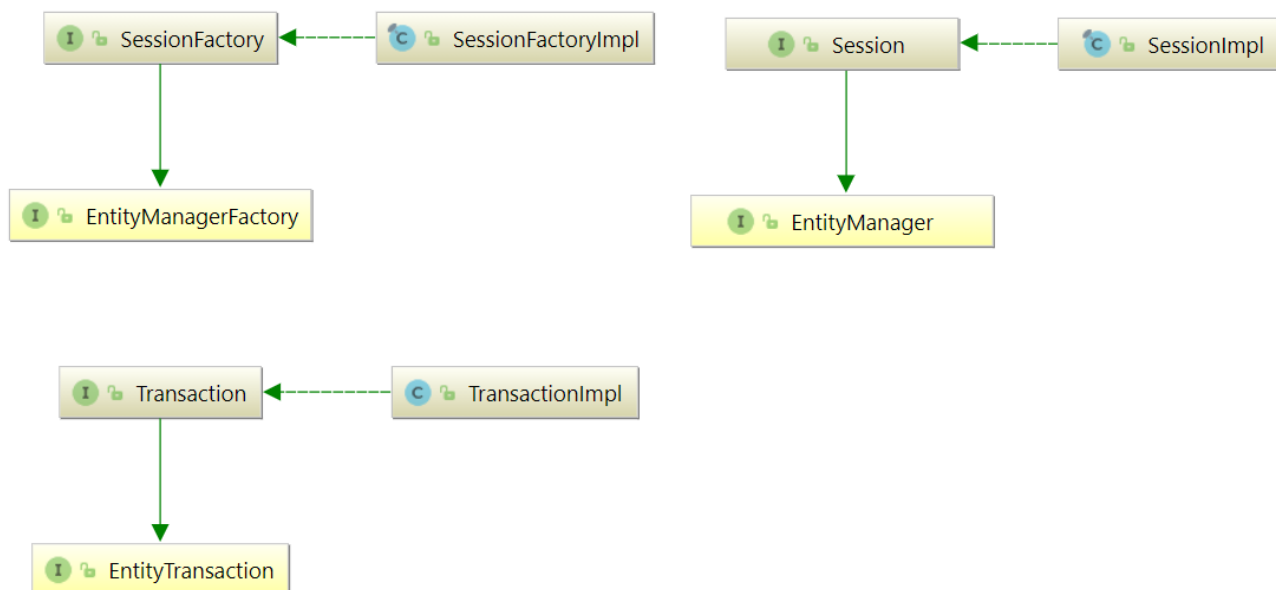 I SessionFactory
C SessionFactoryImpl
I Session
C SessionImpl
I EntityManagerFactory
I EntityManager
I Transaction
C TransactionImpl
I EntityTransaction